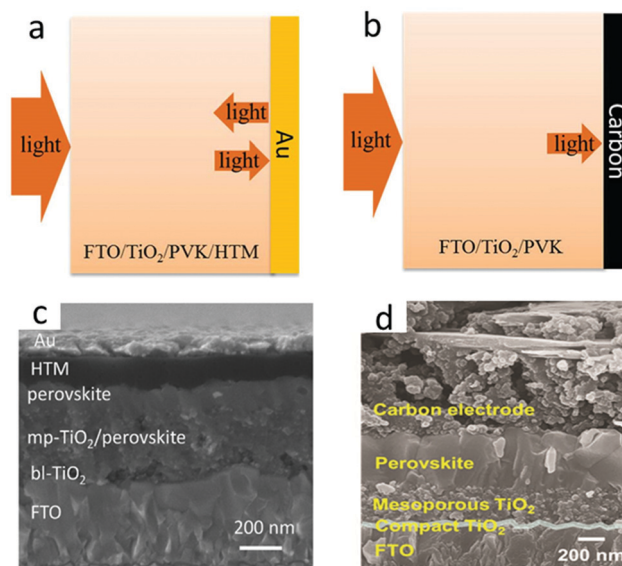 a
light
light
light
Au
FTO/TiO₂/PVK/HTM
b
light
light
Carbon
FTO/TiO₂/PVK
c
Au
HTM
perovskite
mp-TiO₂/perovskite
bl-TiO₂
FTO
200 nm
d
Carbon electrode
Perovskite
Mesoporous TiO₂
Compact TiO₂
FTO
200 nm